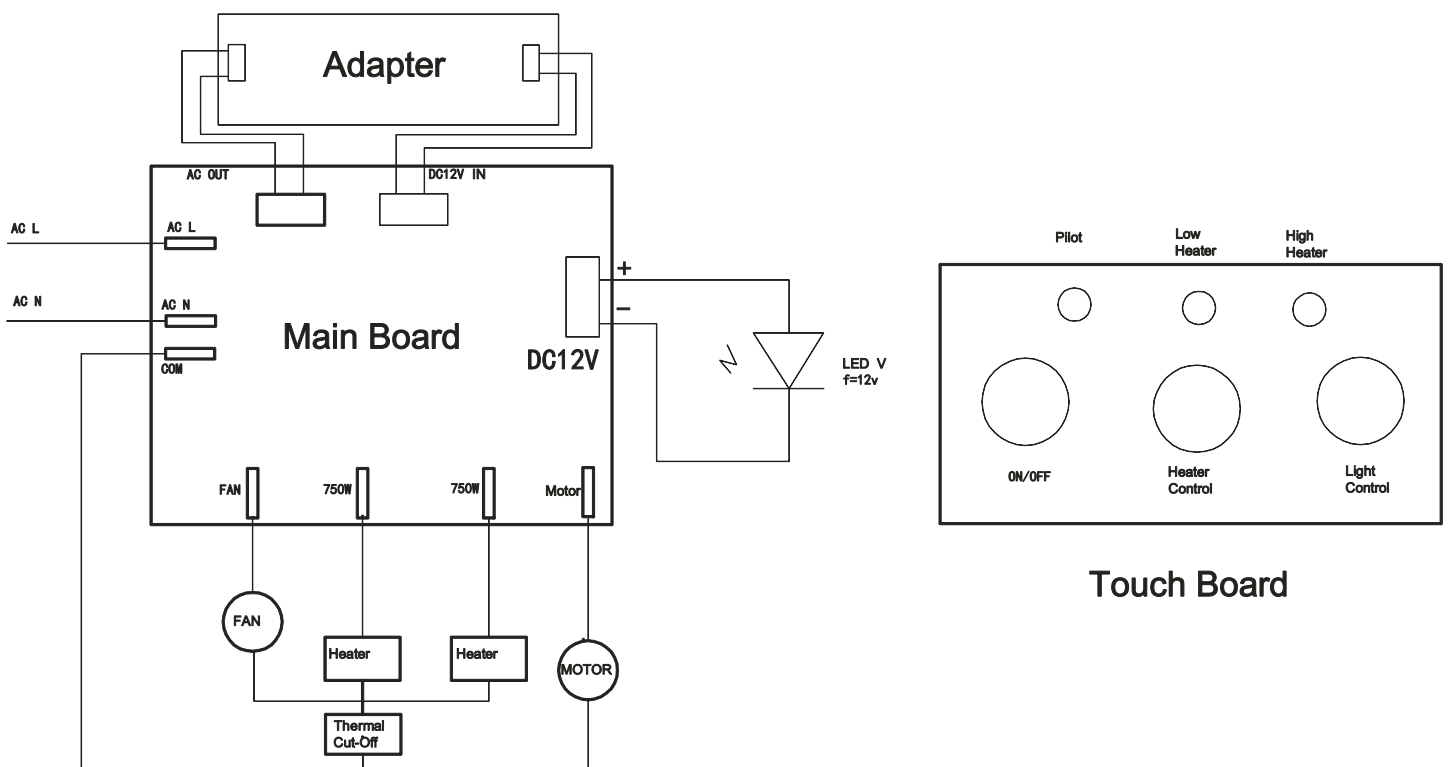 Adapter
AC OUT
DC12V IN
AC L
AC L
AC N
AC N
COM
Main Board
+
−
DC12V
LED V
f=12v
FAN
750W
750W
Motor
FAN
Heater
Heater
MOTOR
Thermal
Cut-Off
Pilot
Low
Heater
High
Heater
ON/OFF
Heater
Control
Light
Control
Touch Board